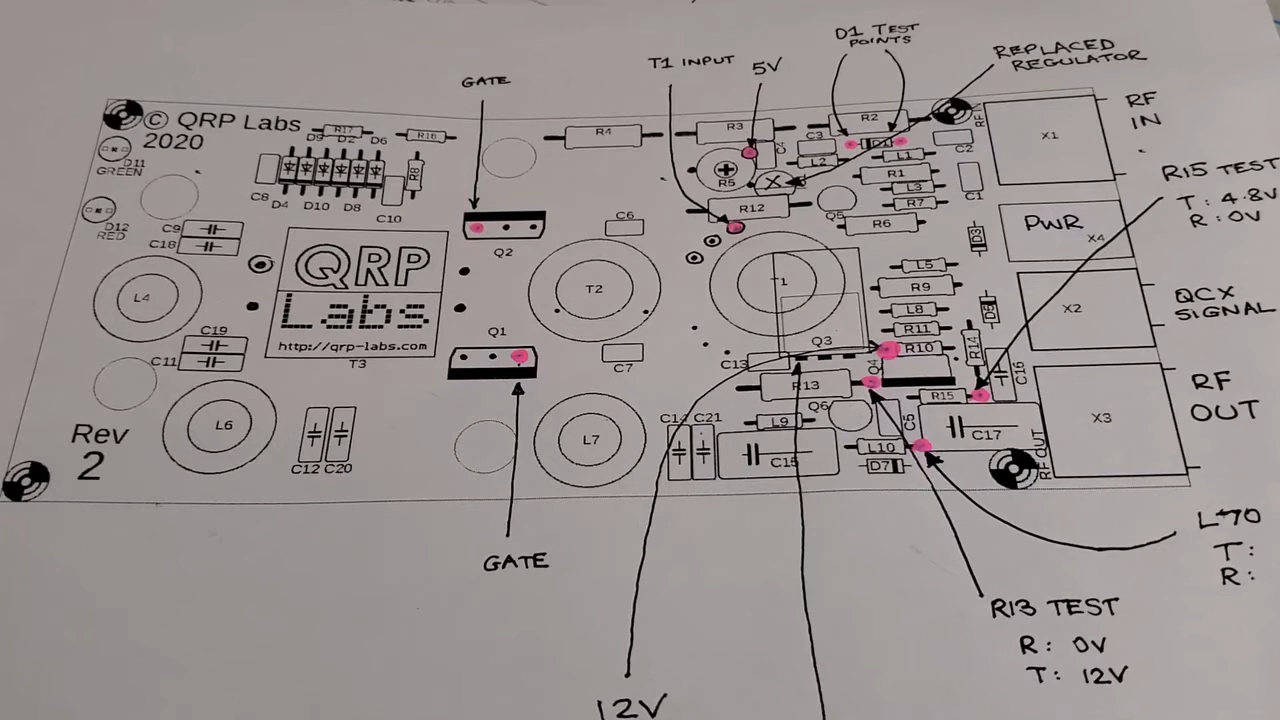 D1 TEST
POINTS
REPLACED
REGULATOR
T1 INPUT
5V
GATE
RF
IN
© QRP Labs
2020
R17
D9
D2
D6
R16
R4
R3
C4
C3
R2
D1
RF IN
X1
C2
D11
GREEN
R8
L2
L1
R5
R1
C8
D4
D10
D8
C10
L3
C1
R15 TEST
T: 4.8V
R: 0V
D12
RED
R12
R7
C9
C18
Q2
C6
Q5
R6
D3
PWR
X4
QRP
Labs
http://qrp-labs.com
T3
L4
T2
T1
L5
R9
L8
D5
X2
QCX
SIGNAL
C19
C11
Q1
C7
C13
Q3
R11
R10
Q4
R14
C16
R13
R15
RF
OUT
X3
Rev
2
L6
C12
C20
L7
C14
C21
L9
Q6
C15
L10
D7
C17
RF OUT
GATE
R13 TEST
R: 0V
T: 12V
T:
R:
12V